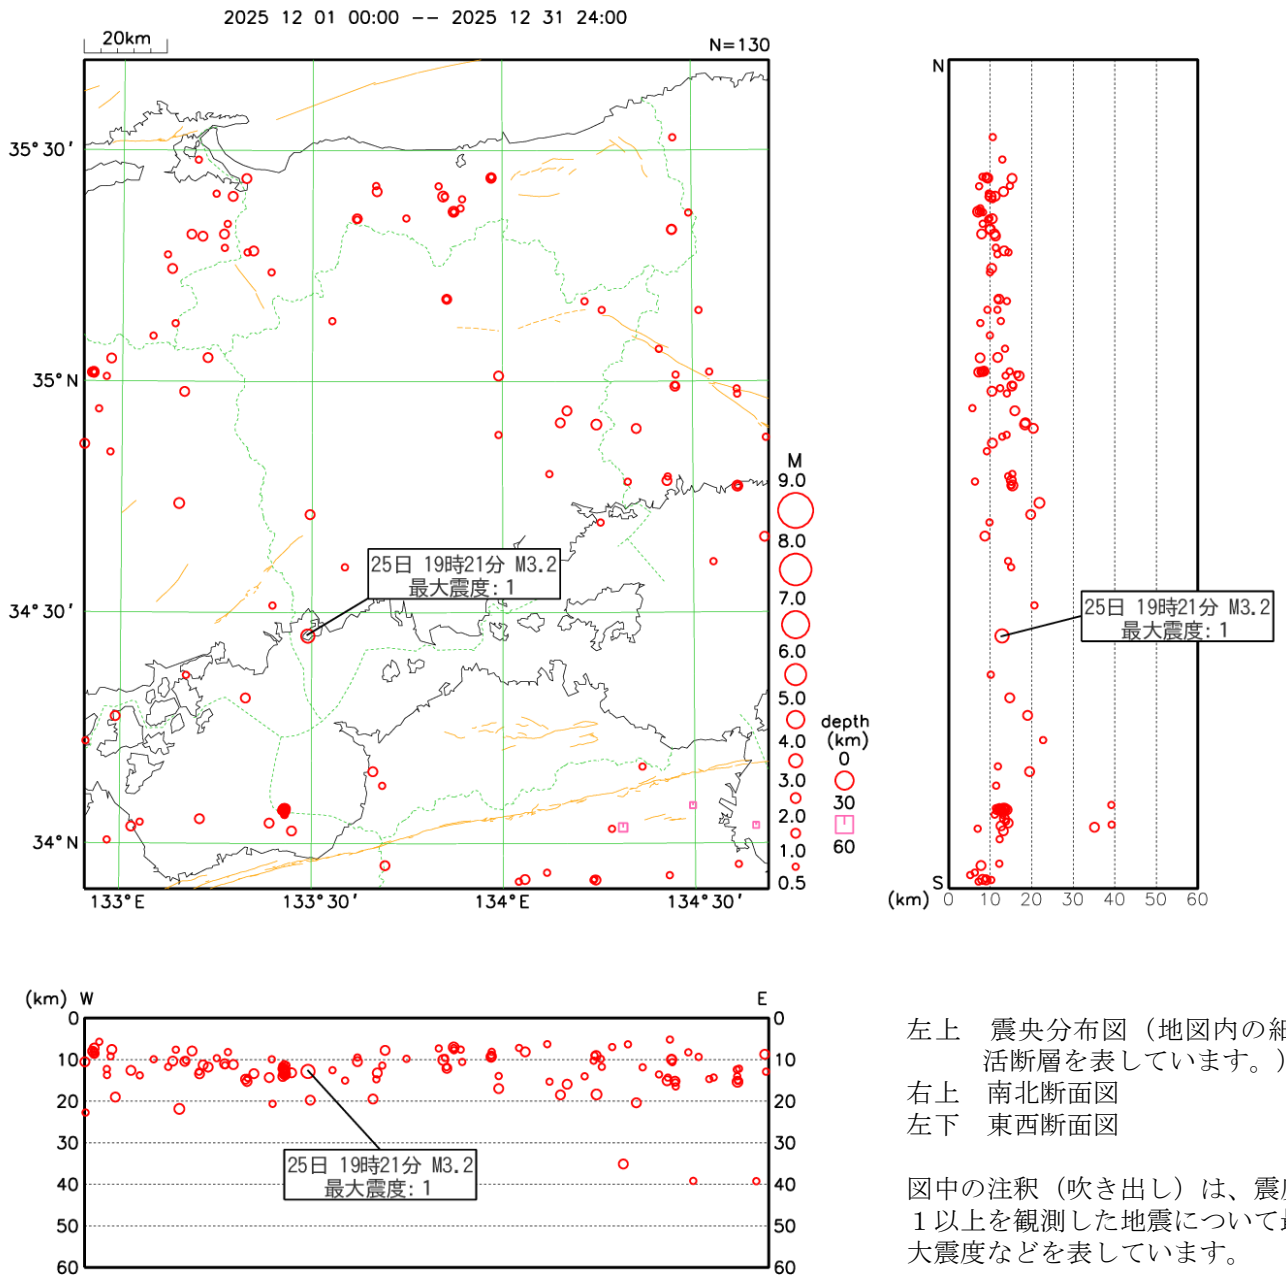 2025 12 01 00:00 -- 2025 12 31 24:00
20km
N=130
35°30′
35°N
34°30′
34°N
133°E
133°30′
134°E
134°30′
25日 19時21分 M3.2
最大震度:1
M
9.0
8.0
7.0
6.0
5.0
4.0
3.0
2.0
1.0
0.5
depth
(km)
0
30
60
N
S
(km)
0
10
20
30
40
50
60
25日 19時21分 M3.2
最大震度:1
(km)
W
E
0
10
20
30
40
50
60
0
10
20
30
40
50
60
25日 19時21分 M3.2
最大震度:1
左上 震央分布図（地図内の
活断層を表しています。）
右上 南北断面図
左下 東西断面図
図中の注釈（吹き出し）は、震
１以上を観測した地震について
大震度などを表しています。